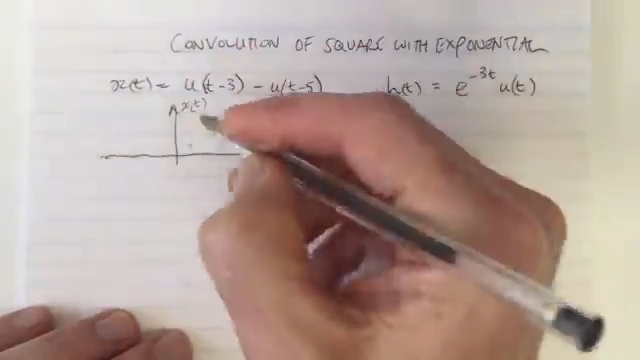 CONVOLUTION OF SQUARE WITH EXPONENTIAL
x(t) = u(t-3) - u(t-5) h(t) = e^{-3t} u(t)
x(t)